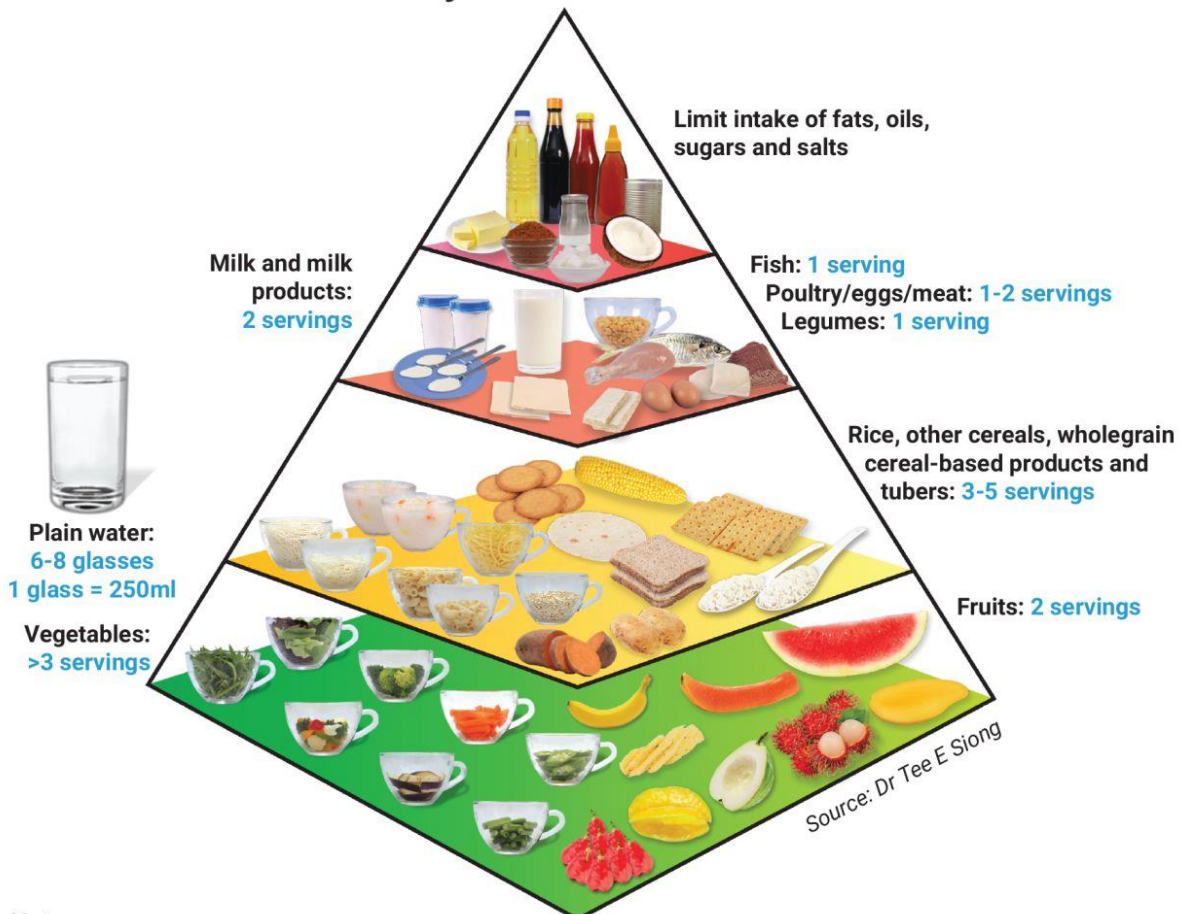 Limit intake of fats, oils,
sugars and salts
Milk and milk
products:
2 servings
Fish: 1 serving
Poultry/eggs/meat: 1-2 servings
Legumes: 1 serving
Rice, other cereals, wholegrain
cereal-based products and
tubers: 3-5 servings
Plain water:
6-8 glasses
1 glass = 250ml
Vegetables:
>3 servings
Fruits: 2 servings
Source: Dr Tee E Siong